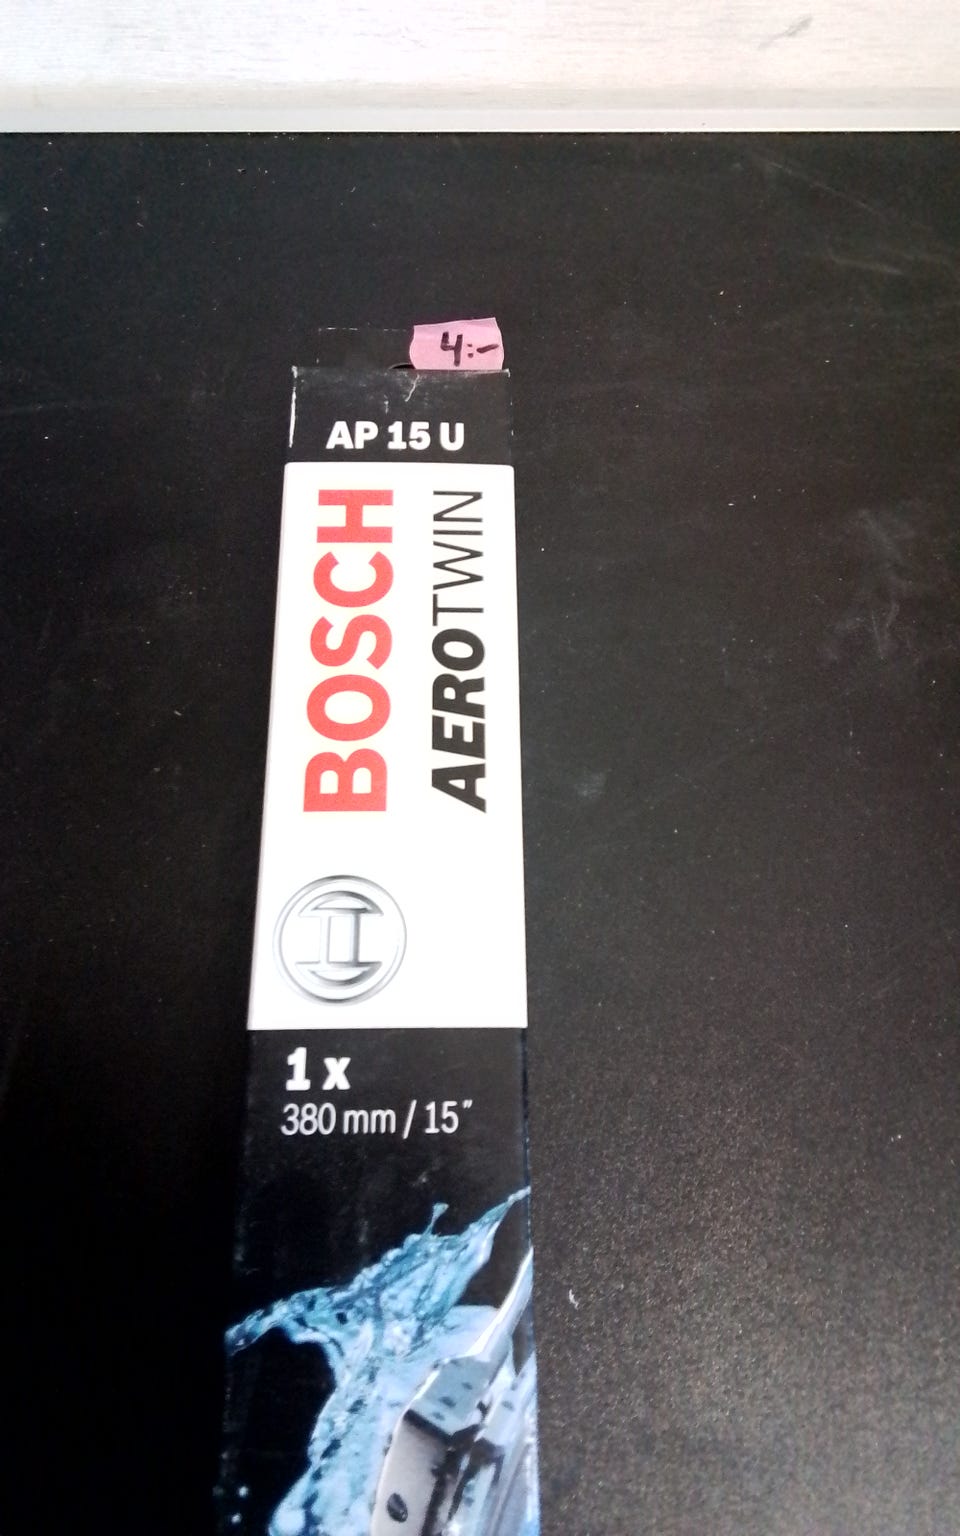 4:-
AP 15 U
BOSCH
AEROTWIN
1 x
380 mm / 15"